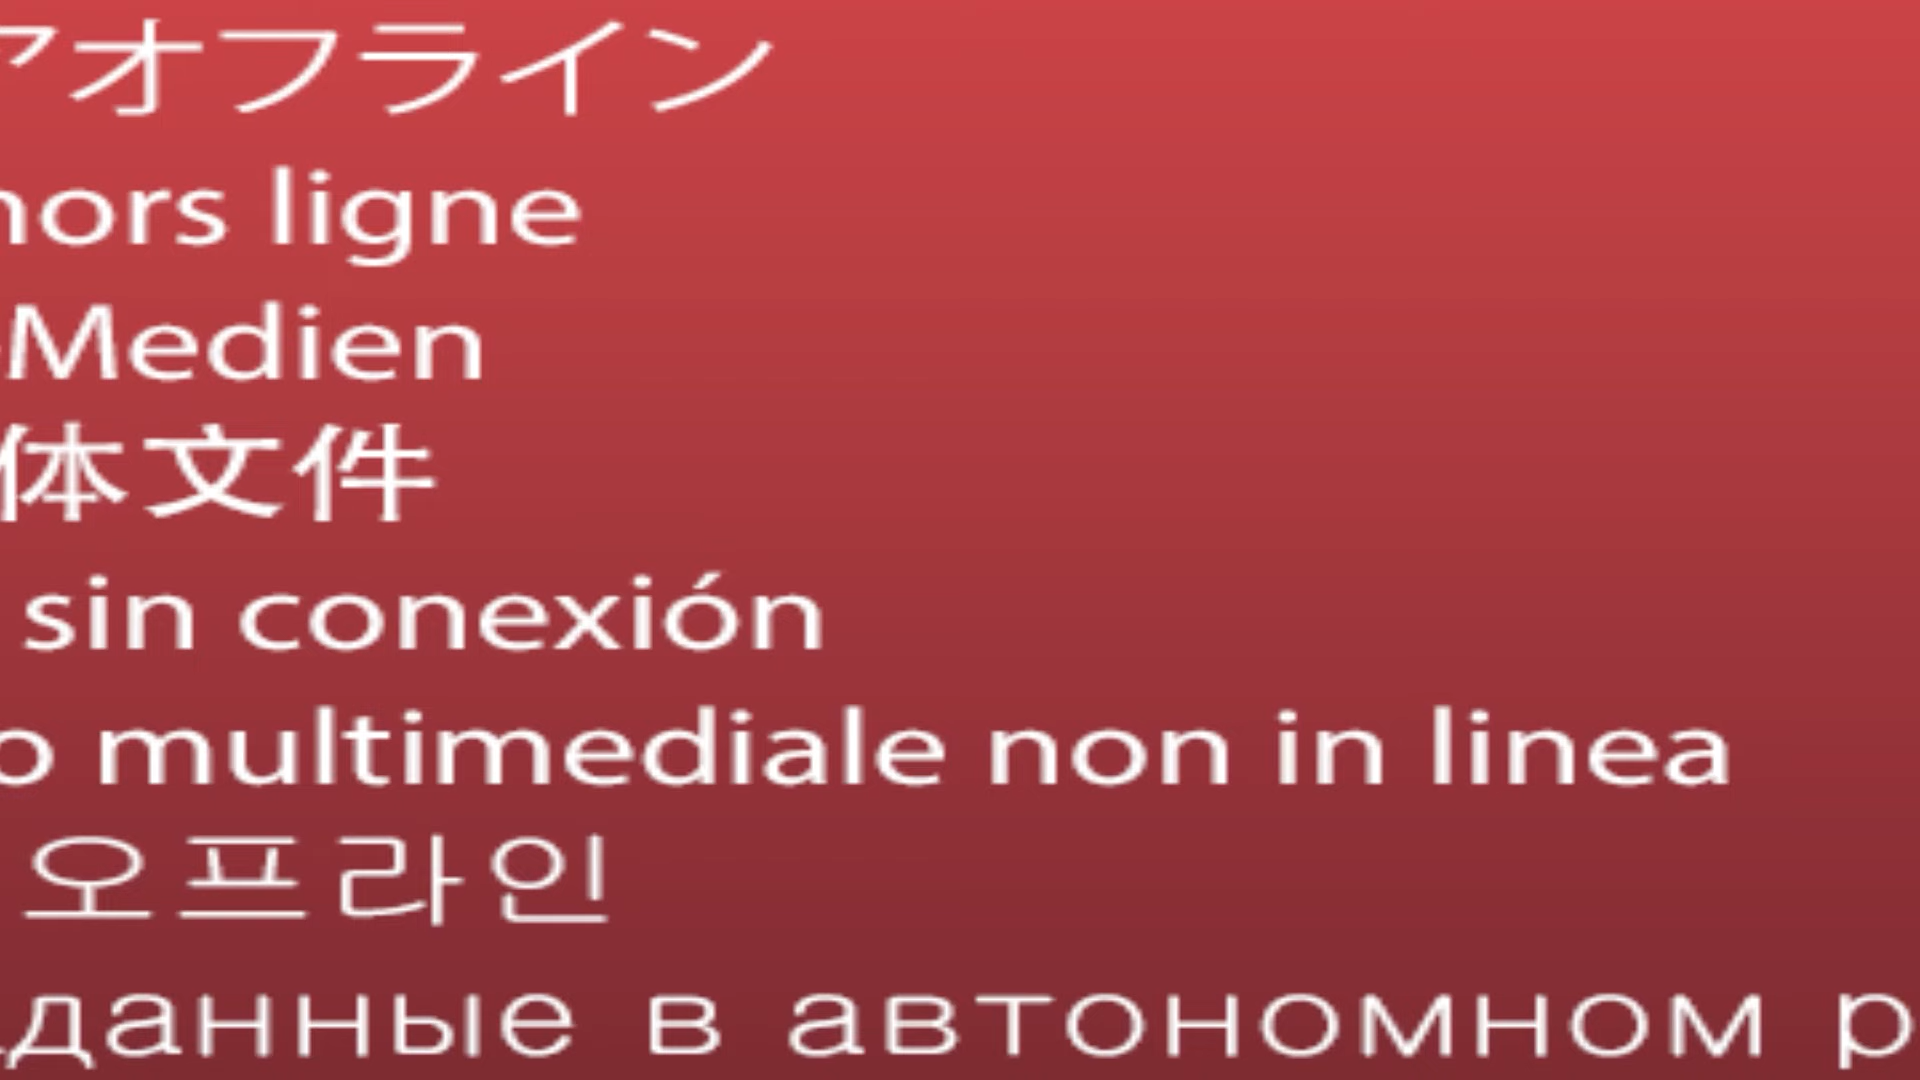 アオフライン
hors ligne
-Medien
体文件
sin conexión
o multimediale non in linea
오프라인
данные в автономном р